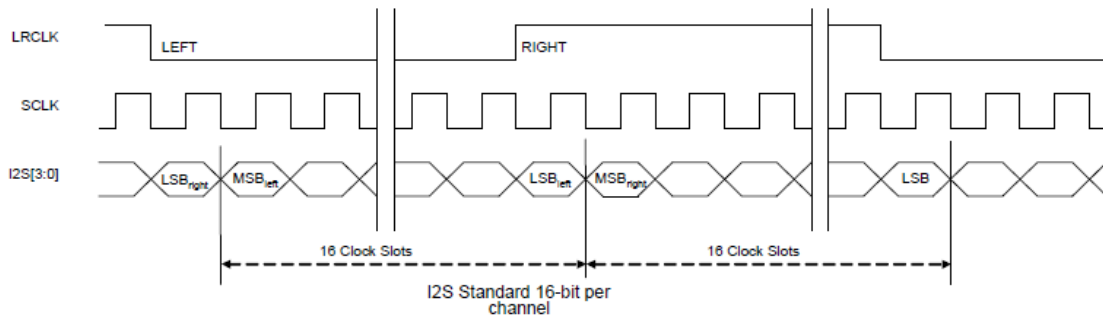 LRCLK
LEFT
RIGHT
SCLK
I2S[3:0]
LSBright
MSBleft
LSBleft
MSBright
LSB
16 Clock Slots
16 Clock Slots
I2S Standard 16-bit per
channel